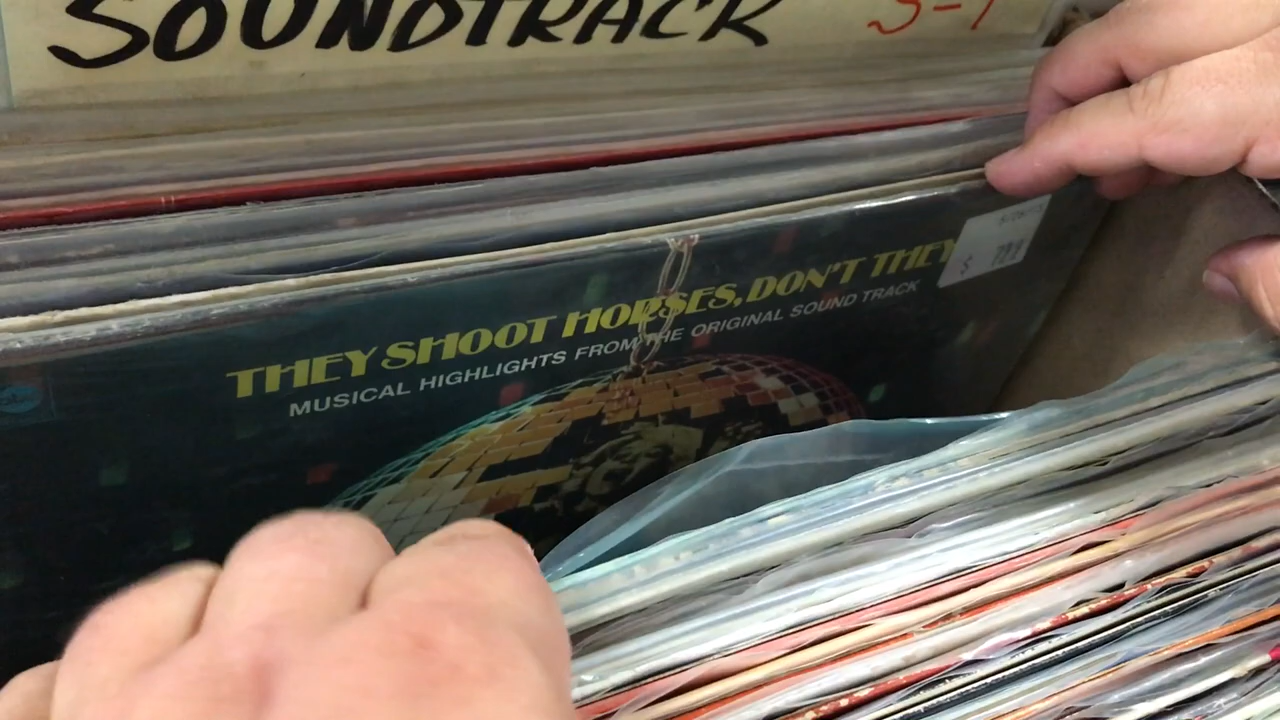 SOUNDTRACK S-T
THEY SHOOT HORSES, DON'T THEY
MUSICAL HIGHLIGHTS FROM THE ORIGINAL SOUND TRACK
$